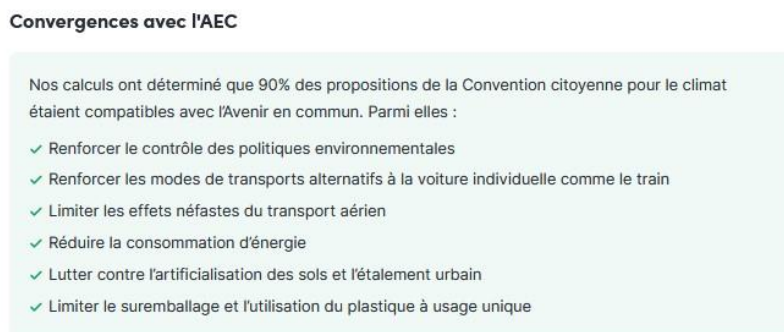 Convergences avec l'AEC
Nos calculs ont déterminé que 90% des propositions de la Convention citoyenne pour le climat
étaient compatibles avec l'Avenir en commun. Parmi elles :
✓ Renforcer le contrôle des politiques environnementales
✓ Renforcer les modes de transports alternatifs à la voiture individuelle comme le train
✓ Limiter les effets néfastes du transport aérien
✓ Réduire la consommation d'énergie
✓ Lutter contre l'artificialisation des sols et l'étalement urbain
✓ Limiter le suremballage et l'utilisation du plastique à usage unique